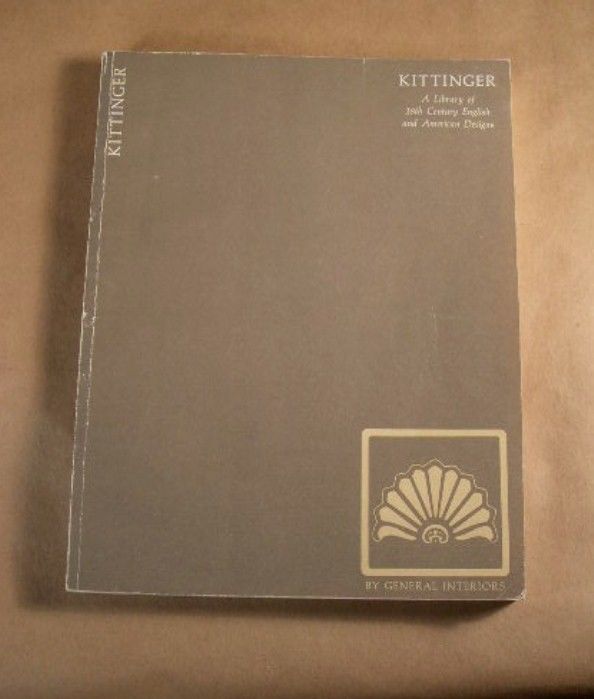 KITTINGER
KITTINGER
A Library of
18th Century English
and American Designs
BY GENERAL INTERIORS